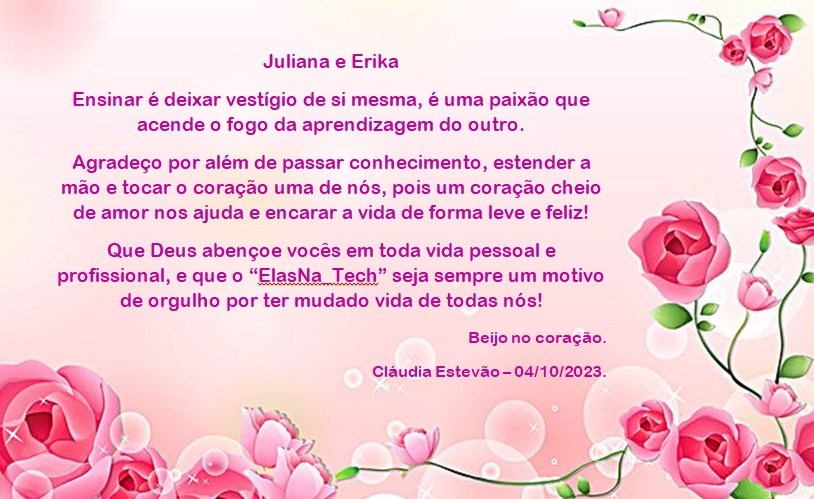 Juliana e Erika
Ensinar é deixar vestígio de si mesma, é uma paixão que
acende o fogo da aprendizagem do outro.
Agradeço por além de passar conhecimento, estender a
mão e tocar o coração uma de nós, pois um coração cheio
de amor nos ajuda e encarar a vida de forma leve e feliz!
Que Deus abençoe vocês em toda vida pessoal e
profissional, e que o “ElasNa_Tech” seja sempre um motivo
de orgulho por ter mudado vida de todas nós!
Beijo no coração.
Cláudia Estevão – 04/10/2023.